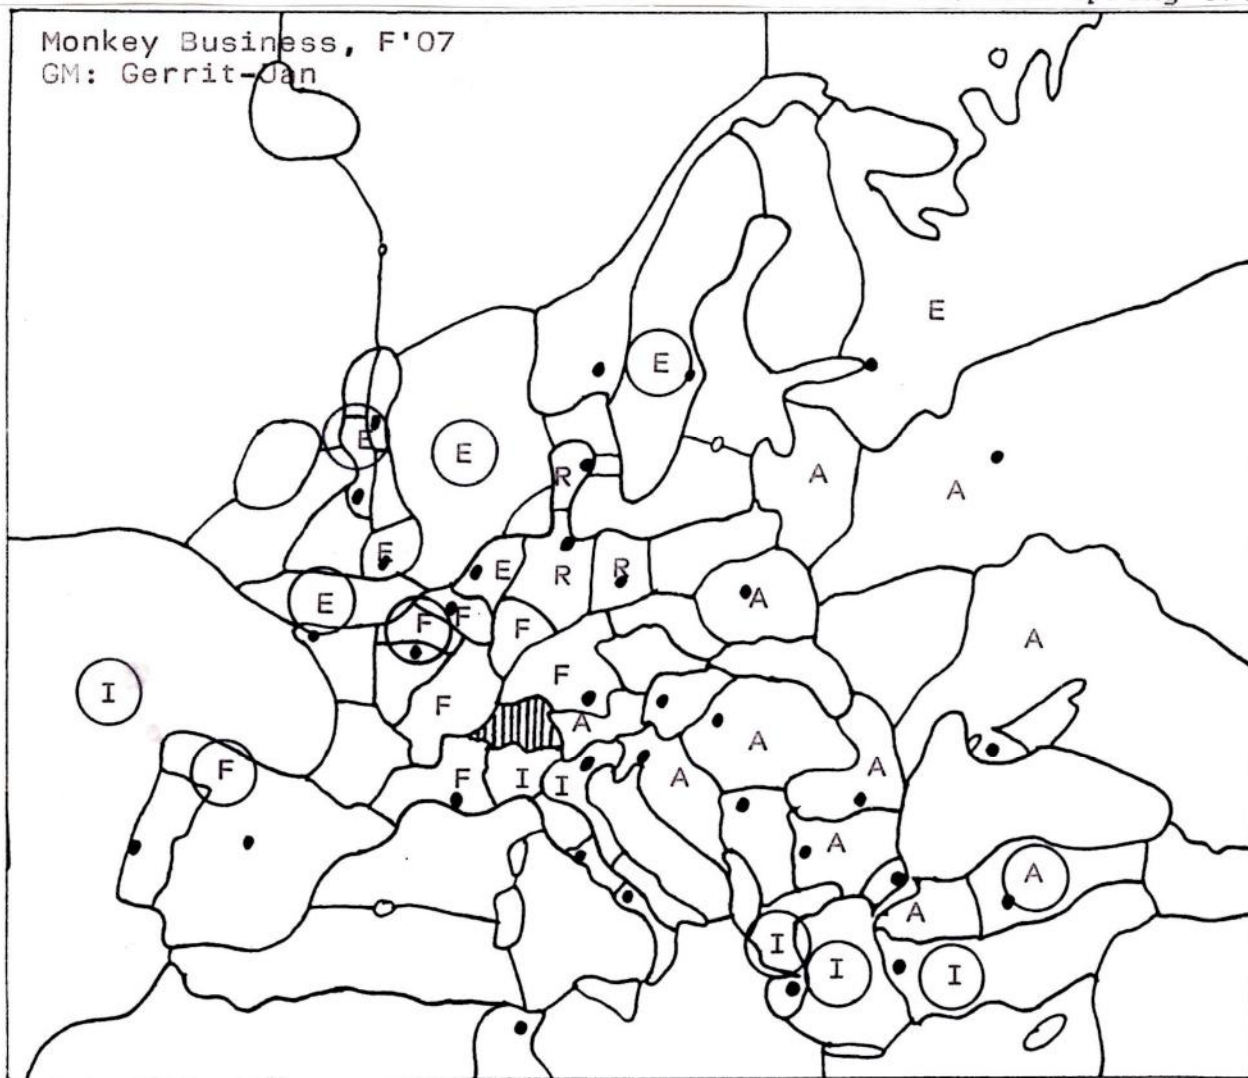 Monkey Business, F'07
GM: Gerrit-Jan
E
E
E E
R A A
E R R
E A
F F F
A
F
I F
A A
F F I I A A
A
A
A
I I I